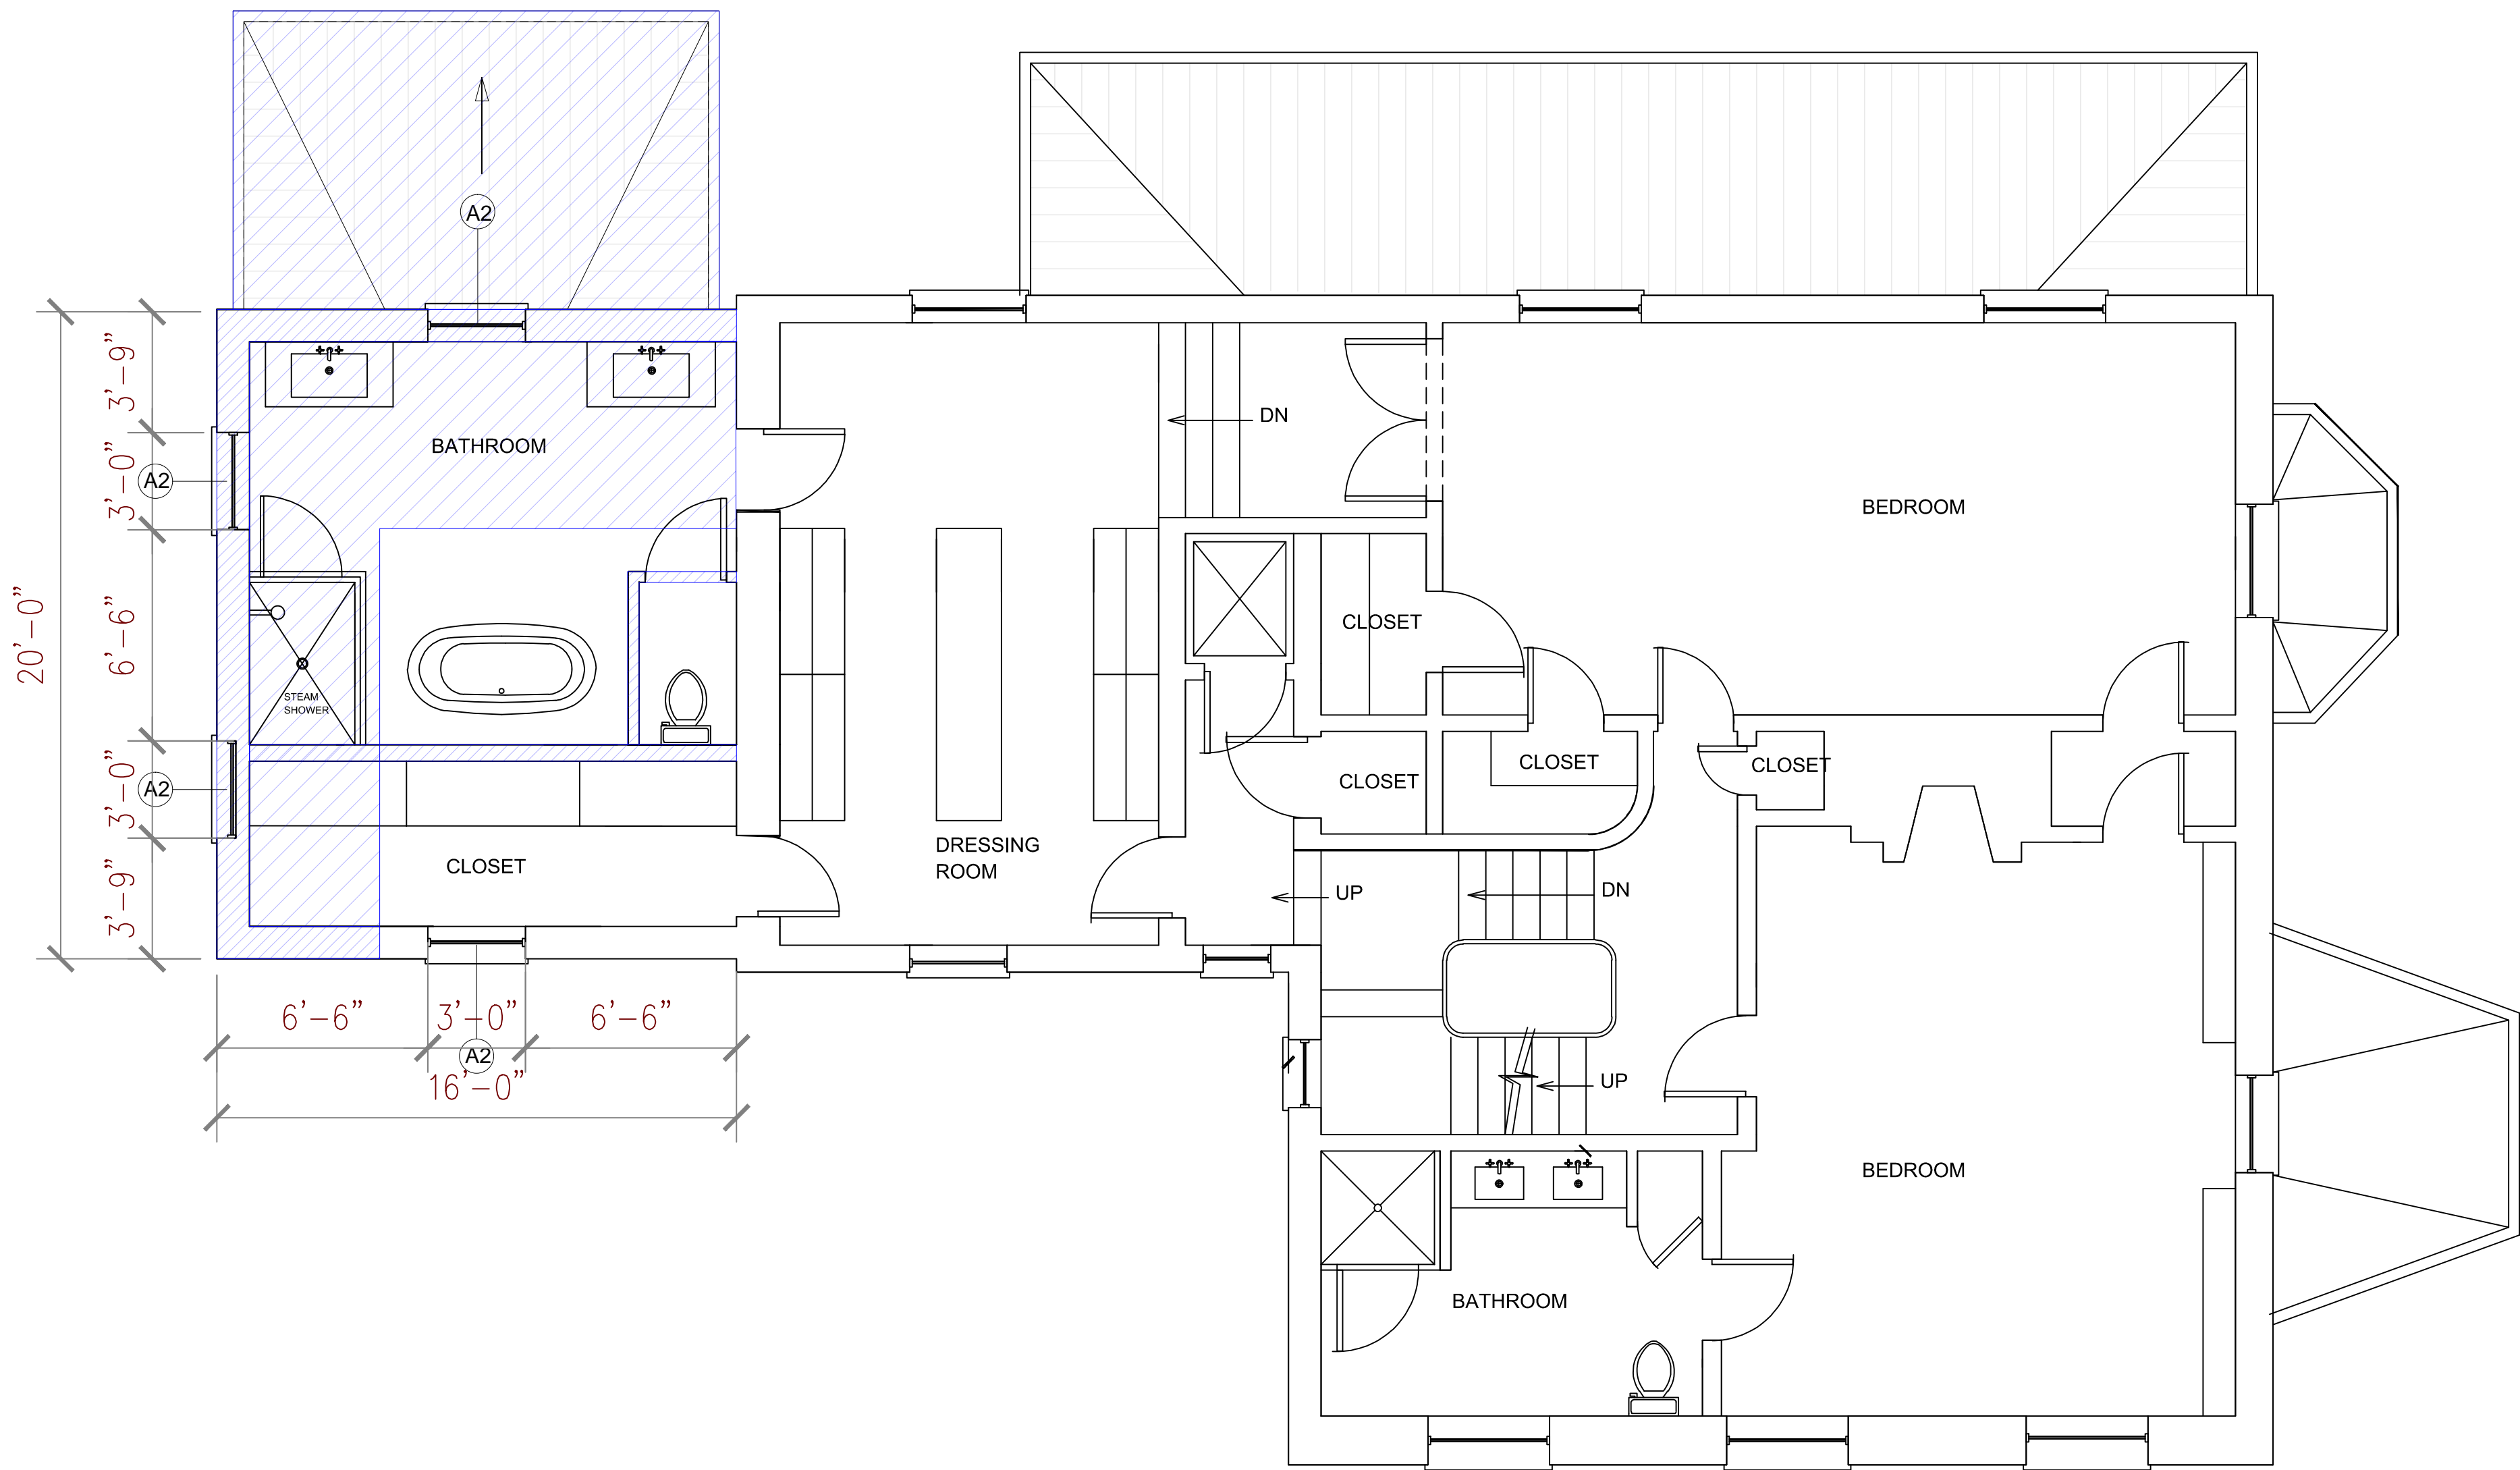 A2
3'-9"
3'-0"
A2
6'-6"
20'-0"
3'-0"
A2
3'-9"
BATHROOM
STEAM
SHOWER
CLOSET
DRESSING
ROOM
DN
BEDROOM
CLOSET
CLOSET
CLOSET
CLOSET
UP
DN
6'-6"
3'-0"
6'-6"
A2
16'-0"
UP
BEDROOM
BATHROOM